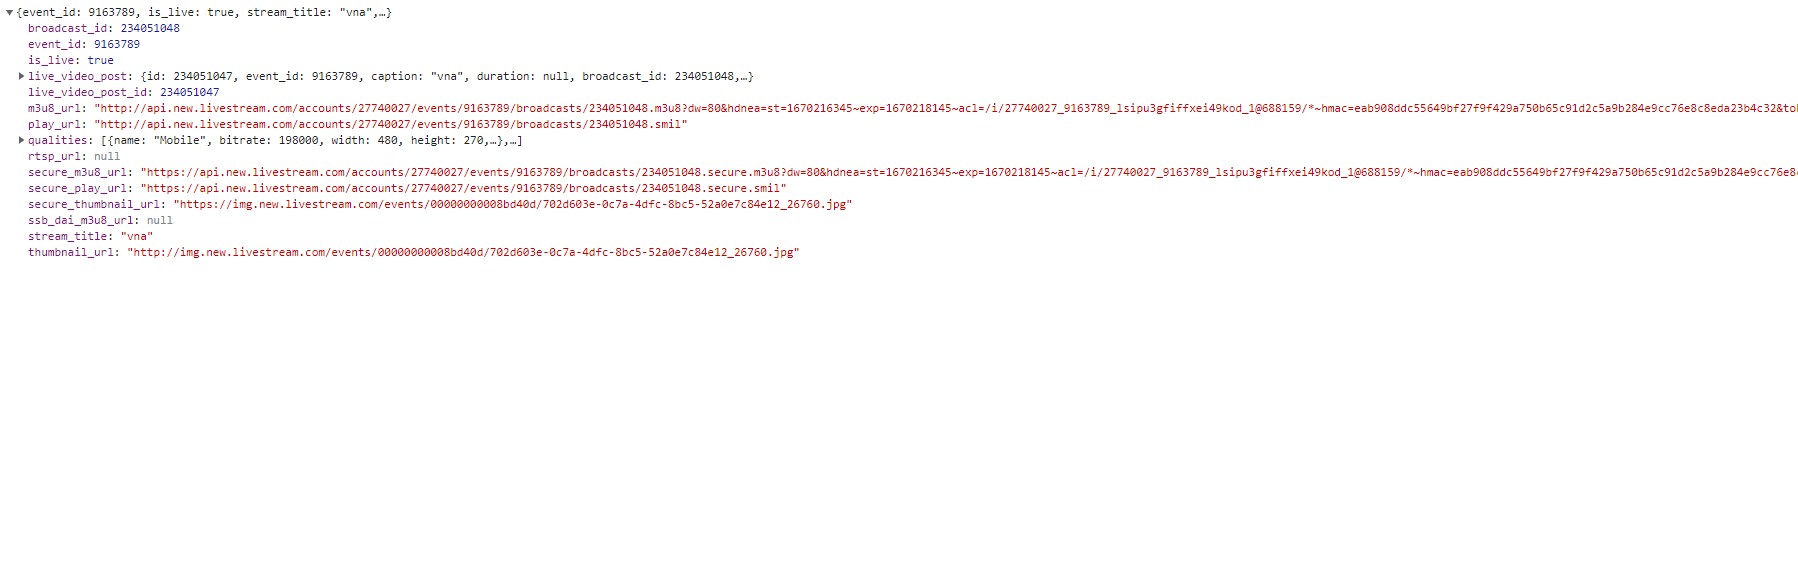 {event_id: 9163789, is_live: true, stream_title: "vna",…}
broadcast_id: 234051048
event_id: 9163789
is_live: true
live_video_post: {id: 234051047, event_id: 9163789, caption: "vna", duration: null, broadcast_id: 234051048,…}
live_video_post_id: 234051047
m3u8_url: "http://api.new.livestream.com/accounts/27740027/events/9163789/broadcasts/234051048.m3u8?dw=80&hdnea=st=1670216345~exp=1670218145~acl=/i/27740027_9163789_lsipu3gfiffxei49kod_1@688159/*~hmac=eab908ddc55649bf27f9f429a750b65c91d2c5a9b284e9cc76e8c8eda23b4c32&tok
play_url: "http://api.new.livestream.com/accounts/27740027/events/9163789/broadcasts/234051048.smil"
qualities: [{name: "Mobile", bitrate: 198000, width: 480, height: 270,…},…]
rtsp_url: null
secure_m3u8_url: "https://api.new.livestream.com/accounts/27740027/events/9163789/broadcasts/234051048.secure.m3u8?dw=80&hdnea=st=1670216345~exp=1670218145~acl=/i/27740027_9163789_lsipu3gfiffxei49kod_1@688159/*~hmac=eab908ddc55649bf27f9f429a750b65c91d2c5a9b284e9cc76e8c
secure_play_url: "https://api.new.livestream.com/accounts/27740027/events/9163789/broadcasts/234051048.secure.smil"
secure_thumbnail_url: "https://img.new.livestream.com/events/00000000008bd40d/702d603e-0c7a-4dfc-8bc5-52a0e7c84e12_26760.jpg"
ssb_dai_m3u8_url: null
stream_title: "vna"
thumbnail_url: "http://img.new.livestream.com/events/00000000008bd40d/702d603e-0c7a-4dfc-8bc5-52a0e7c84e12_26760.jpg"